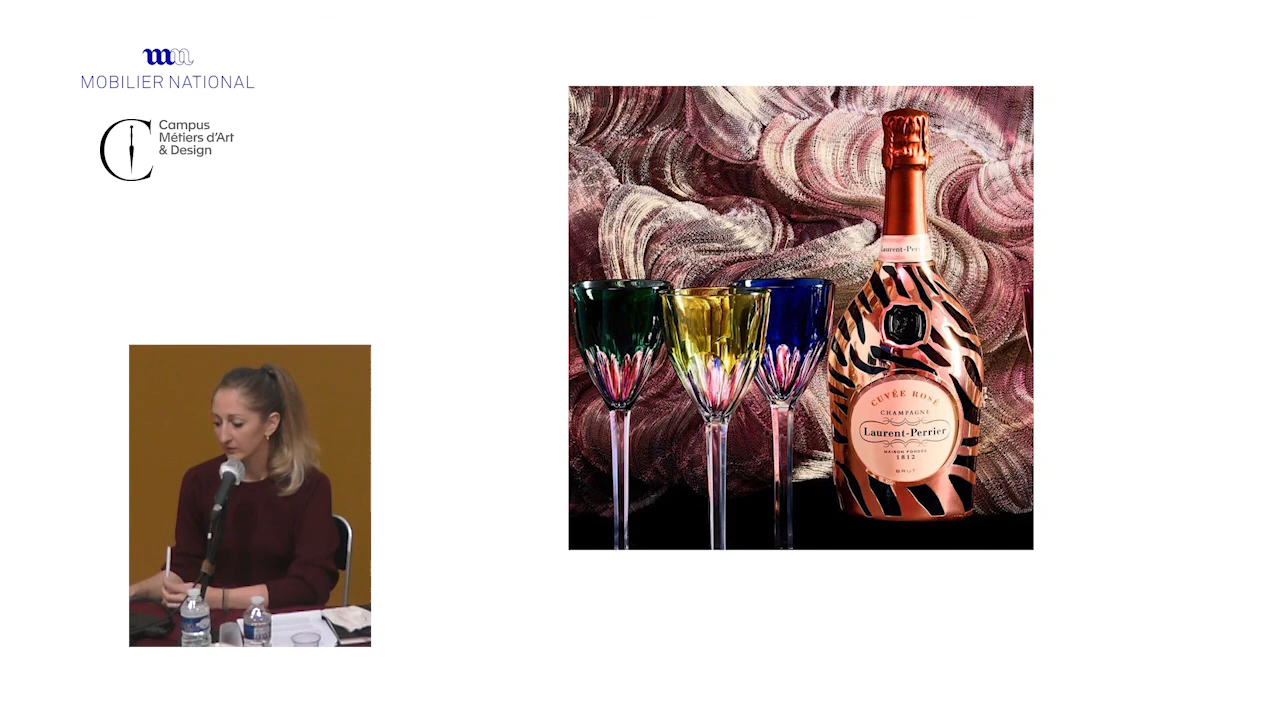 MOBILIER NATIONAL
Campus
Métiers d'Art
& Design
Laurent-Perrier
CUVÉE ROSÉ
CHAMPAGNE
Laurent-Perrier
MAISON FONDÉE
1812
BRUT